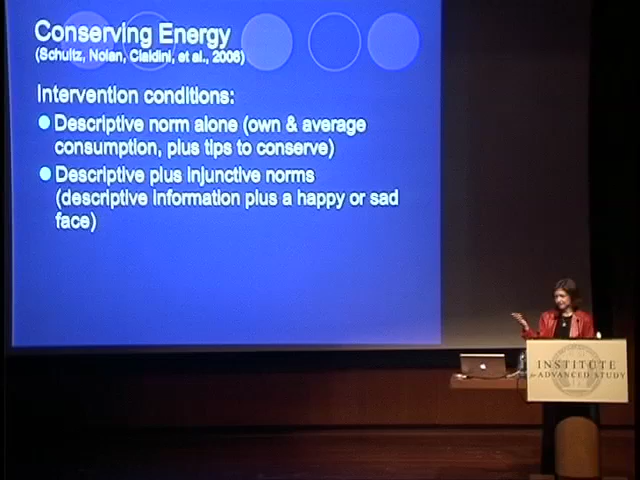 Conserving Energy
(Schultz, Nolan, Cialdini, et al., 2006)
Intervention conditions:
Descriptive norm alone (own & average
consumption, plus tips to conserve)
Descriptive plus injunctive norms
(descriptive information plus a happy or sad
face)
INSTITUTE
for ADVANCED STUDY